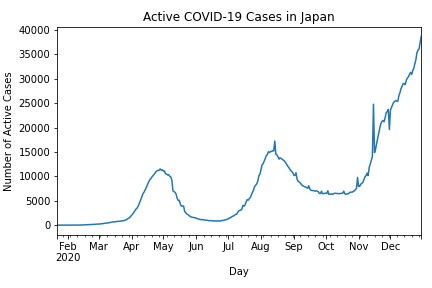 Active COVID-19 Cases in Japan
40000
35000
30000
25000
20000
15000
10000
5000
0
Number of Active Cases
Feb Mar Apr May Jun Jul Aug Sep Oct Nov Dec
2020
Day